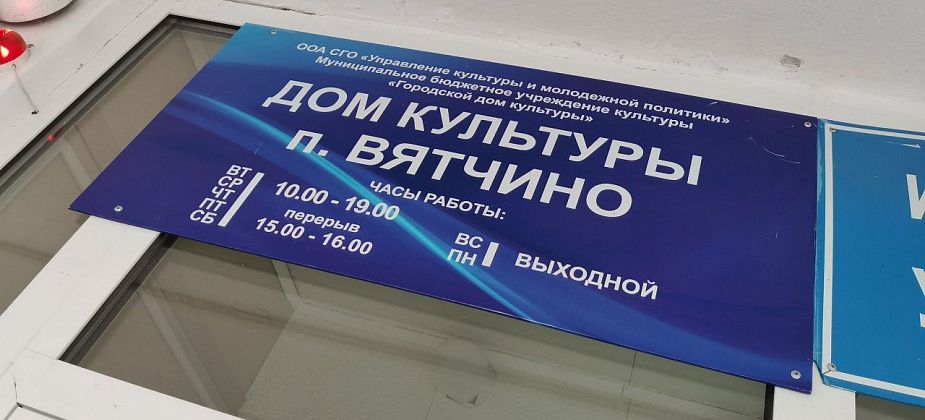 ООА СГО «Управление культуры и молодежной политики»
Муниципальное бюджетное учреждение культуры
«Городской дом культуры»
ДОМ КУЛЬТУРЫ
п. ВЯТЧИНО
ЧАСЫ РАБОТЫ:
ВТ
СР
ЧТ
ПТ
СБ
10.00 - 19.00
перерыв
15.00 - 16.00
ВС
ПН
ВЫХОДНОЙ